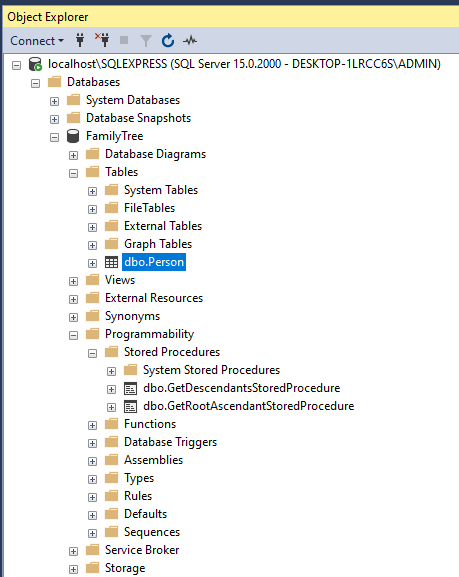 Object Explorer
Connect
localhost\SQLEXPRESS (SQL Server 15.0.2000 - DESKTOP-1LRCC6S\ADMIN)
Databases
System Databases
Database Snapshots
FamilyTree
Database Diagrams
Tables
System Tables
FileTables
External Tables
Graph Tables
dbo.Person
Views
External Resources
Synonyms
Programmability
Stored Procedures
System Stored Procedures
dbo.GetDescendantsStoredProcedure
dbo.GetRootAscendantStoredProcedure
Functions
Database Triggers
Assemblies
Types
Rules
Defaults
Sequences
Service Broker
Storage